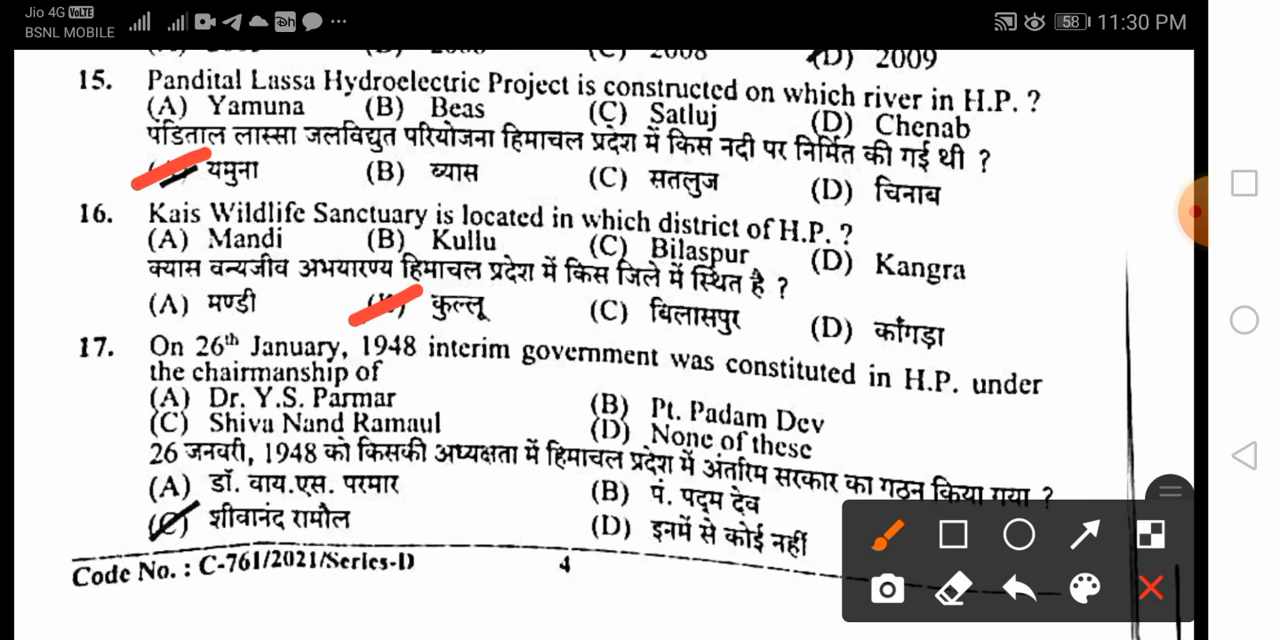 Jio 4G VoLTE
BSNL MOBILE
58 11:30 PM
(C) 2008 (D) 2009
15. Pandital Lassa Hydroelectric Project is constructed on which river in H.P. ?
(A) Yamuna (B) Beas (C) Satluj (D) Chenab
पंडिताल लास्सा जलविद्युत परियोजना हिमाचल प्रदेश में किस नदी पर निर्मित की गई थी ?
यमुना (B) व्यास (C) सतलुज (D) चिनाब
16. Kais Wildlife Sanctuary is located in which district of H.P. ?
(A) Mandi (B) Kullu (C) Bilaspur (D) Kangra
क्यास वन्यजीव अभयारण्य हिमाचल प्रदेश में किस जिले में स्थित है ?
(A) मण्डी कुल्लू (C) बिलासपुर (D) काँगड़ा
17. On 26th January, 1948 interim government was constituted in H.P. under
the chairmanship of
(A) Dr. Y.S. Parmar (B) Pt. Padam Dev
(C) Shiva Nand Ramaul (D) None of these
26 जनवरी, 1948 को किसकी अध्यक्षता में हिमाचल प्रदेश में अंतरिम सरकार का गठन किया गया ?
(A) डॉ. वाय.एस. परमार (B) पं. पद्म देव
(C) शीवानंद रामौल (D) इनमें से कोई नहीं
Code No. : C-761/2021/Series-D 4